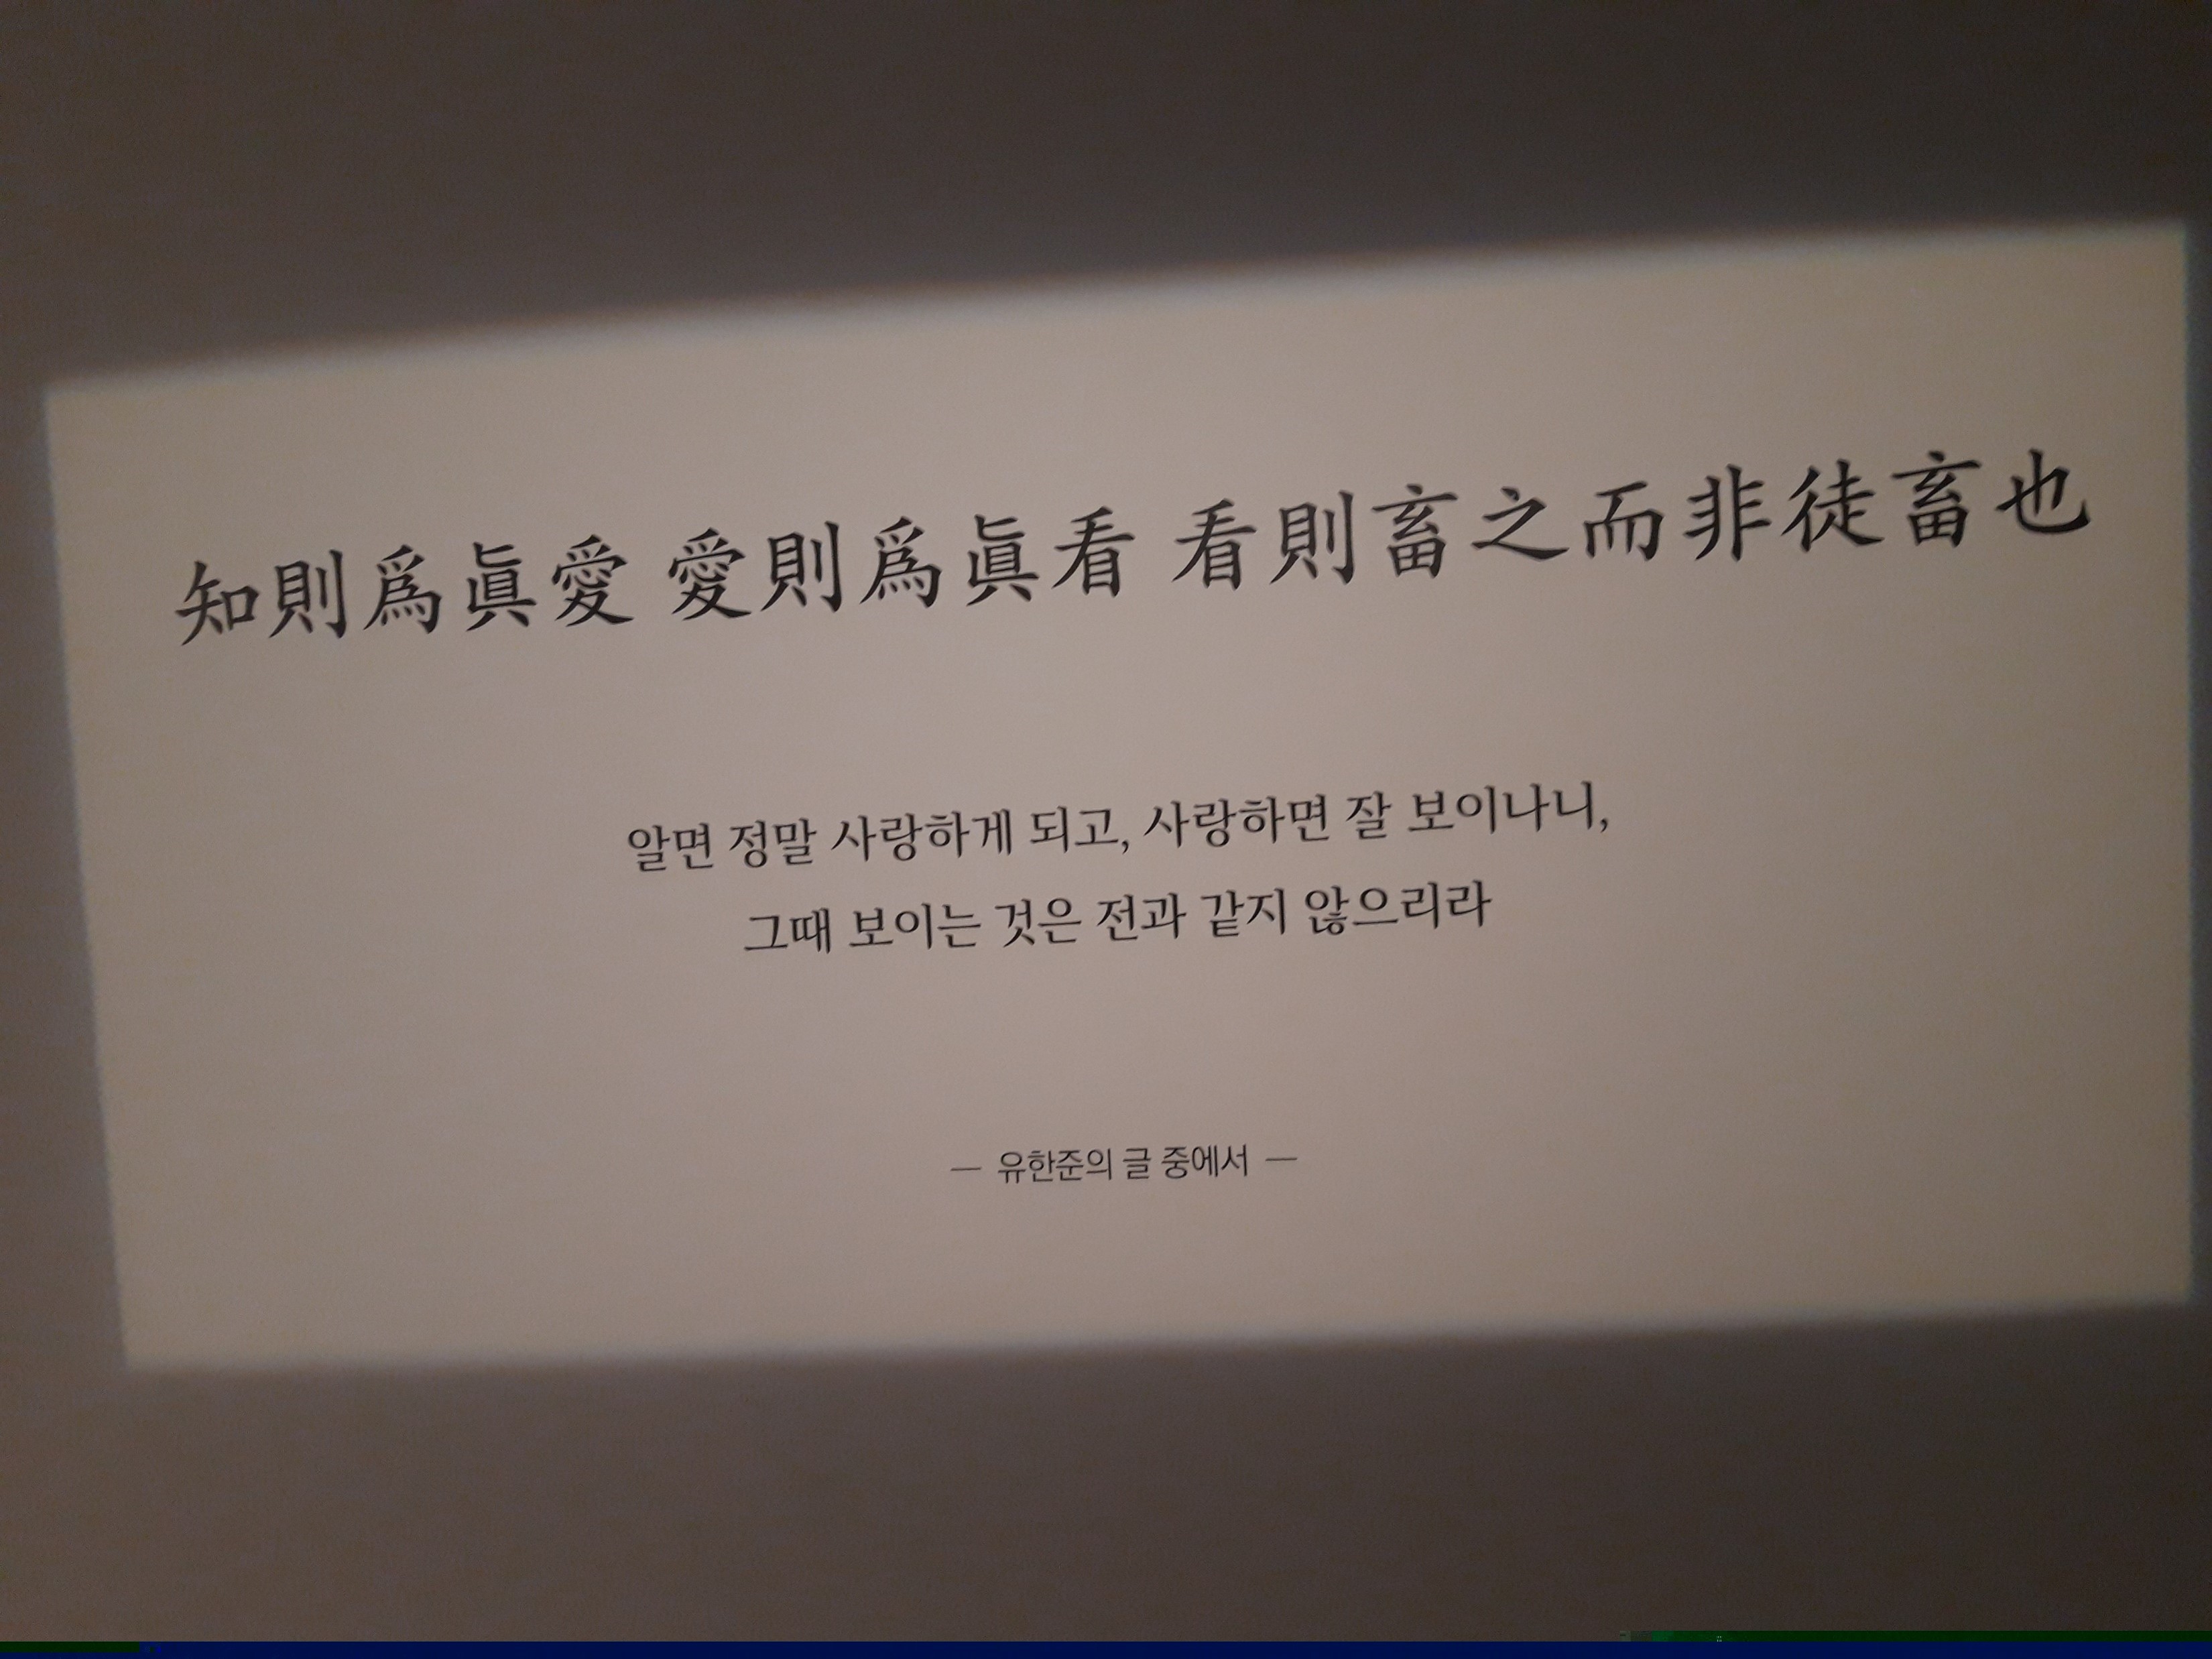 知則爲眞愛 愛則爲眞看 看則畜之而非徒畜也
알면 정말 사랑하게 되고, 사랑하면 잘 보이나니,
그때 보이는 것은 전과 같지 않으리라
— 유한준의 글 중에서 —